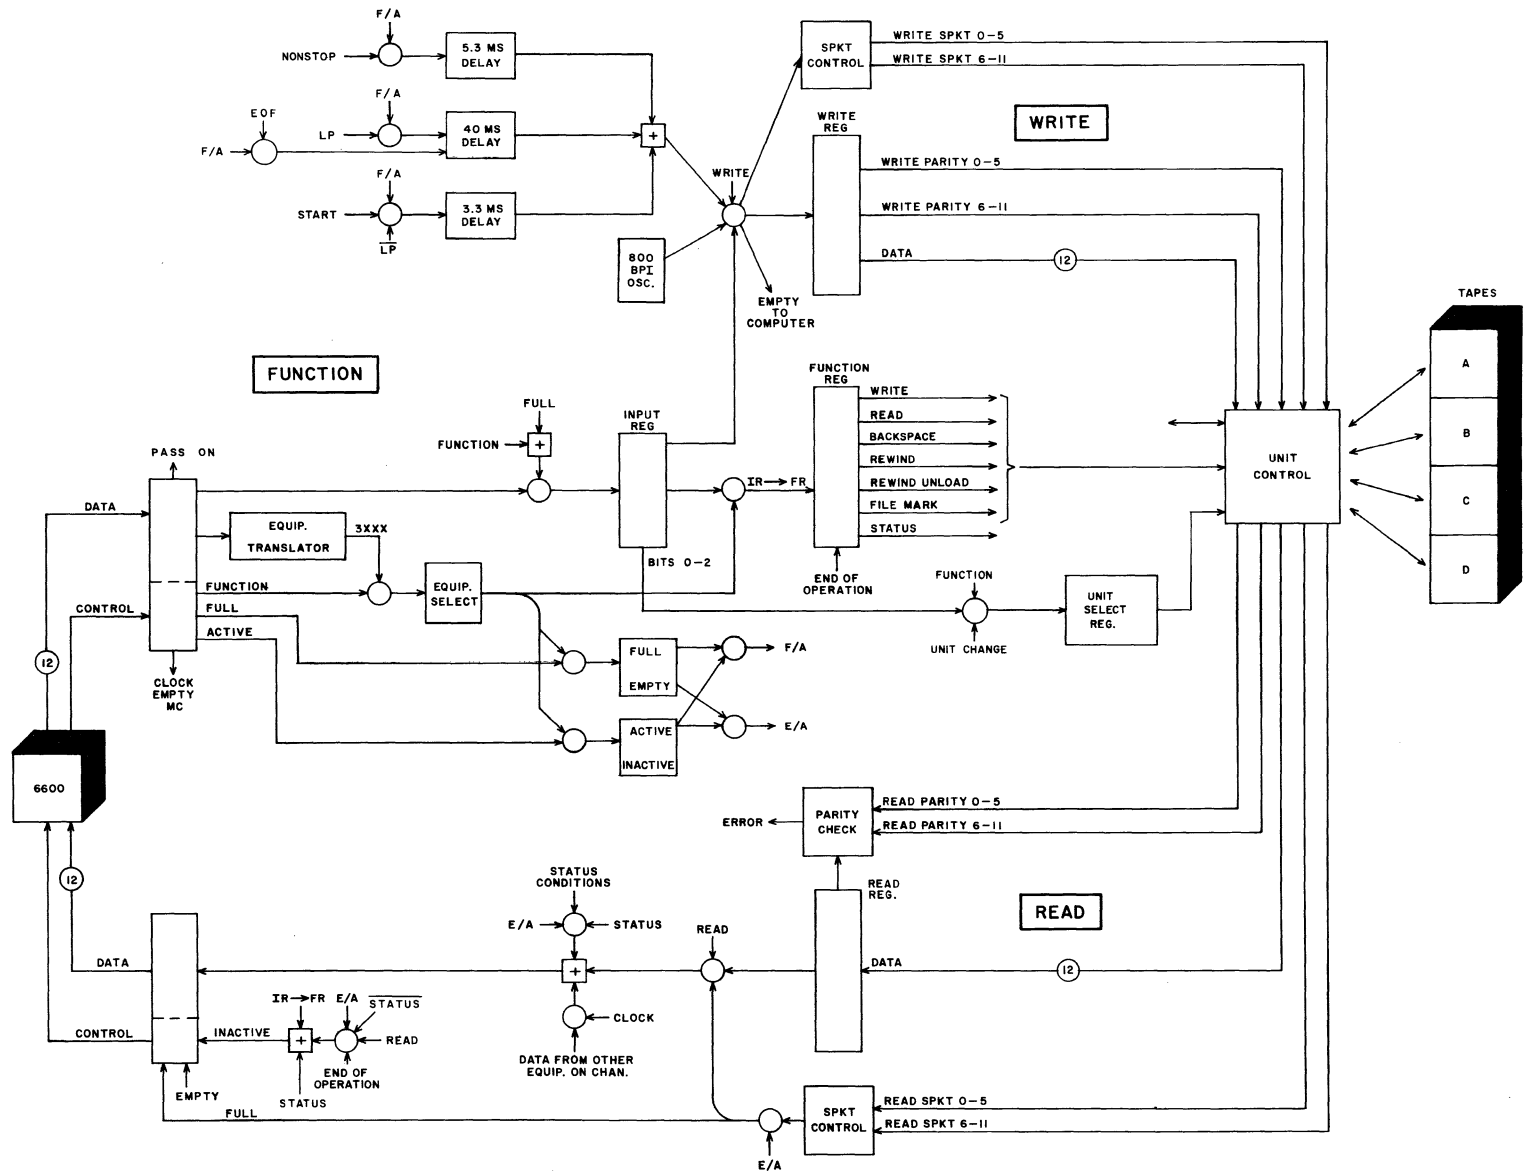 F/A
NONSTOP
5.3 MS
DELAY
F/A
EOF
LP
F/A
40 MS
DELAY
+
F/A
START
3.3 MS
DELAY
LP
SPKT
CONTROL
WRITE SPKT 0-5
WRITE SPKT 6-11
WRITE
WRITE
REG
WRITE PARITY 0-5
WRITE PARITY 6-11
DATA
12
WRITE
800
BPI
OSC.
EMPTY
TO
COMPUTER
TAPES
A
B
C
D
FUNCTION
FULL
FUNCTION
+
INPUT
REG
FUNCTION
REG
WRITE
READ
BACKSPACE
REWIND
REWIND UNLOAD
FILE MARK
STATUS
IR→FR
END OF
OPERATION
UNIT
CONTROL
PASS ON
DATA
EQUIP.
TRANSLATOR
3XXX
FUNCTION
EQUIP.
SELECT
BITS 0-2
CONTROL
FULL
ACTIVE
12
CLOCK
EMPTY
MC
FUNCTION
UNIT CHANGE
UNIT
SELECT
REG.
FULL
EMPTY
F/A
ACTIVE
INACTIVE
E/A
6600
PARITY
CHECK
ERROR
READ PARITY 0-5
READ PARITY 6-11
READ
REG.
READ
12
STATUS
CONDITIONS
E/A
STATUS
READ
DATA
12
DATA
+
CLOCK
DATA FROM OTHER
EQUIP. ON CHAN.
IR→FR
E/A
STATUS
CONTROL
INACTIVE
+
READ
END OF
OPERATION
EMPTY
STATUS
FULL
SPKT
CONTROL
READ SPKT 0-5
READ SPKT 6-11
E/A